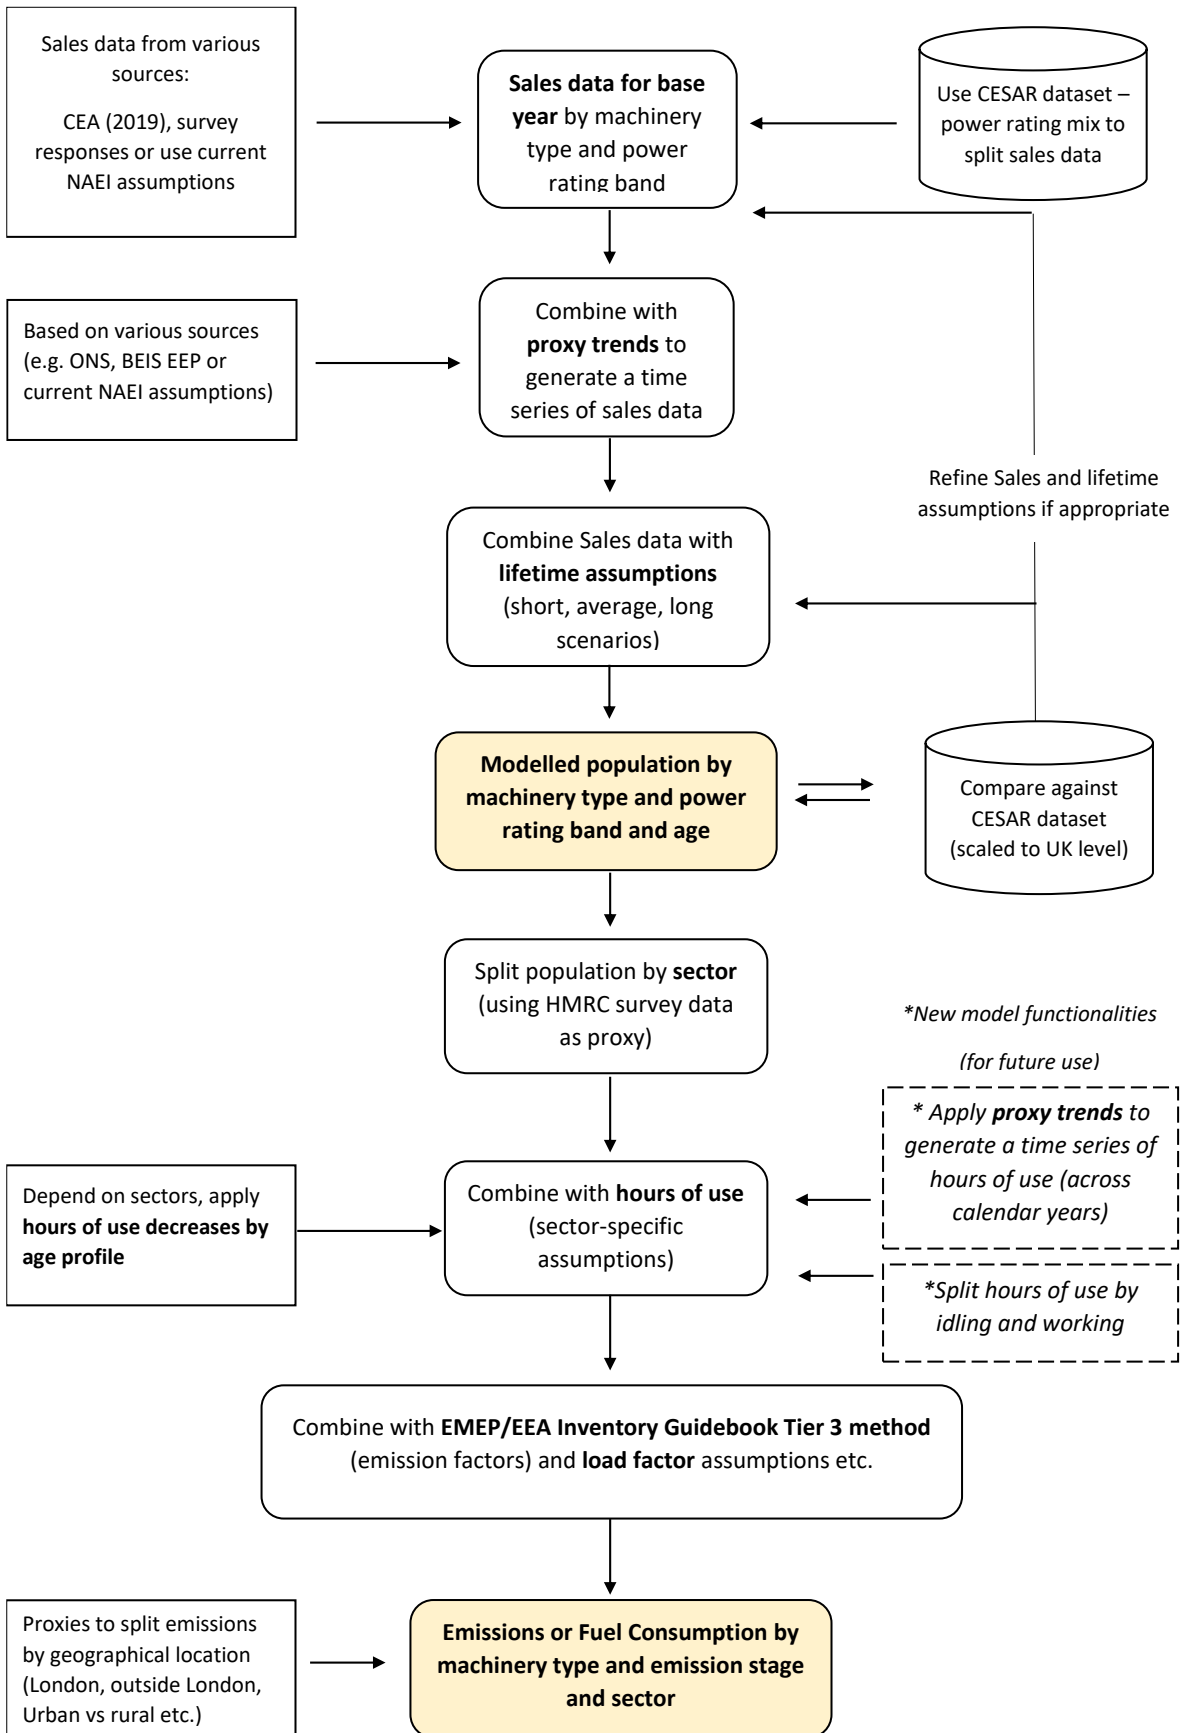 Sales data from various
sources:
CEA (2019), survey
responses or use current
NAEI assumptions
Sales data for base
year by machinery
type and power
rating band
Use CESAR dataset –
power rating mix to
split sales data
Based on various sources
(e.g. ONS, BEIS EEP or
current NAEI assumptions)
Combine with
proxy trends to
generate a time
series of sales data
Refine Sales and lifetime
assumptions if appropriate
Combine Sales data with
lifetime assumptions
(short, average, long
scenarios)
Modelled population by
machinery type and power
rating band and age
Compare against
CESAR dataset
(scaled to UK level)
Split population by sector
(using HMRC survey data
as proxy)
*New model functionalities
(for future use)
* Apply proxy trends to
generate a time series of
hours of use (across
calendar years)
Depend on sectors, apply
hours of use decreases by
age profile
Combine with hours of use
(sector-specific
assumptions)
*Split hours of use by
idling and working
Combine with EMEP/EEA Inventory Guidebook Tier 3 method
(emission factors) and load factor assumptions etc.
Proxies to split emissions
by geographical location
(London, outside London,
Urban vs rural etc.)
Emissions or Fuel Consumption by
machinery type and emission stage
and sector